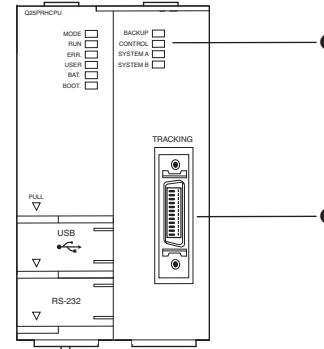 Q25PRHCPU
MODE
RUN
ERR.
USER
BAT.
BOOT.
BACKUP
CONTROL
SYSTEM A
SYSTEM B
TRACKING
PULL
USB
RS-232